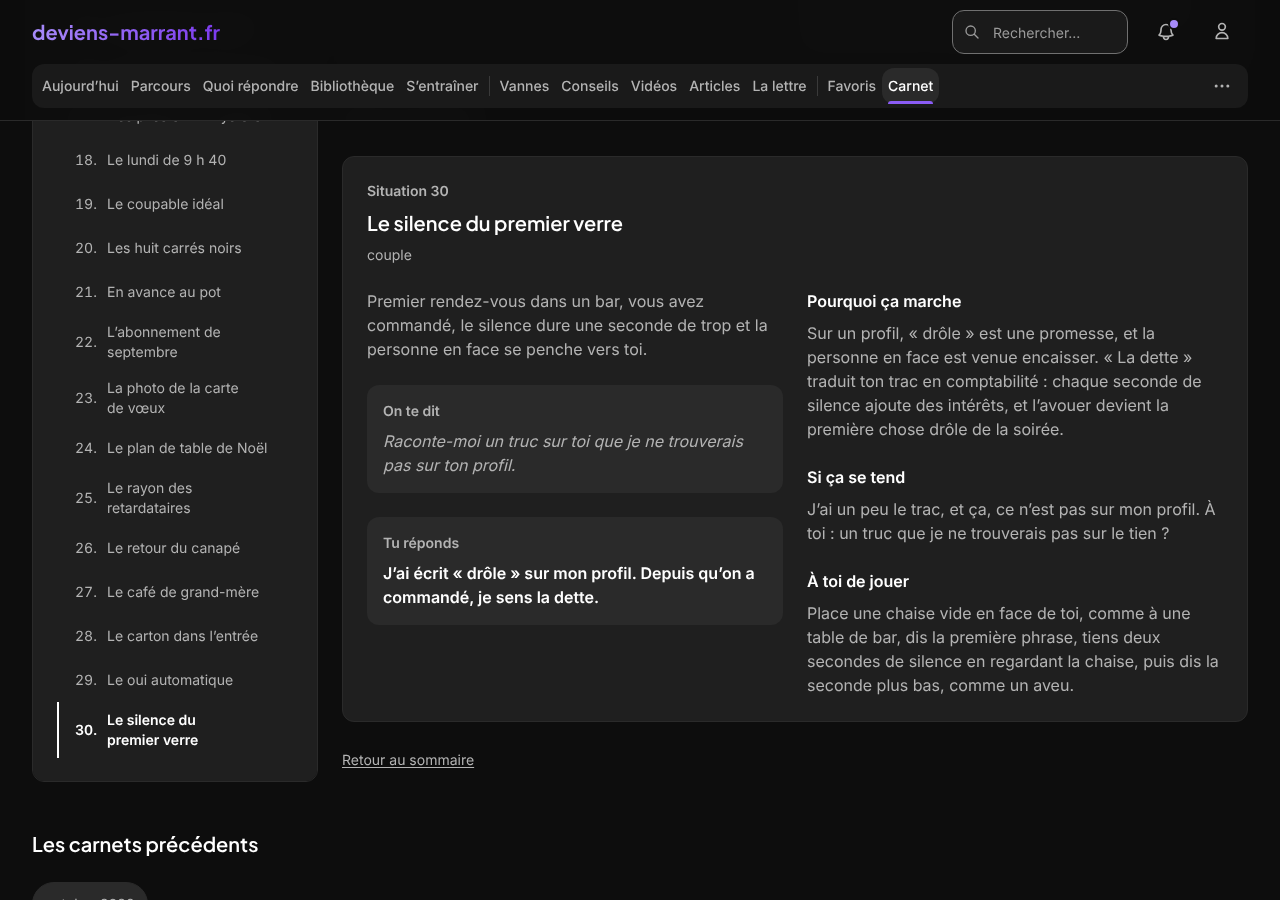 deviens-marrant.fr
Rechercher...
Aujourd’hui Parcours Quoi répondre Bibliothèque S’entraîner Vannes Conseils Vidéos Articles La lettre Favoris Carnet
18. Le lundi de 9 h 40
19. Le coupable idéal
20. Les huit carrés noirs
21. En avance au pot
22. L’abonnement de
septembre
23. La photo de la carte
de vœux
24. Le plan de table de Noël
25. Le rayon des
retardataires
26. Le retour du canapé
27. Le café de grand-mère
28. Le carton dans l’entrée
29. Le oui automatique
30. Le silence du
premier verre
Situation 30
Le silence du premier verre
couple
Premier rendez-vous dans un bar, vous avez
commandé, le silence dure une seconde de trop et la
personne en face se penche vers toi.
On te dit
Raconte-moi un truc sur toi que je ne trouverais
pas sur ton profil.
Tu réponds
J’ai écrit « drôle » sur mon profil. Depuis qu’on a
commandé, je sens la dette.
Pourquoi ça marche
Sur un profil, « drôle » est une promesse, et la
personne en face est venue encaisser. « La dette »
traduit ton trac en comptabilité : chaque seconde de
silence ajoute des intérêts, et l’avouer devient la
première chose drôle de la soirée.
Si ça se tend
J’ai un peu le trac, et ça, ce n’est pas sur mon profil. À
toi : un truc que je ne trouverais pas sur le tien ?
À toi de jouer
Place une chaise vide en face de toi, comme à une
table de bar, dis la première phrase, tiens deux
secondes de silence en regardant la chaise, puis dis la
seconde plus bas, comme un aveu.
Retour au sommaire
Les carnets précédents